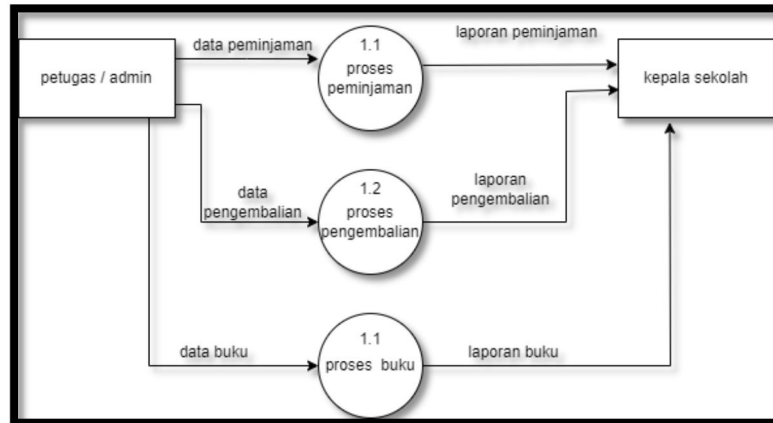 petugas / admin
data peminjaman
1.1
proses
peminjaman
laporan peminjaman
kepala sekolah
data
pengembalian
1.2
proses
pengembalian
laporan
pengembalian
data buku
1.1
proses buku
laporan buku